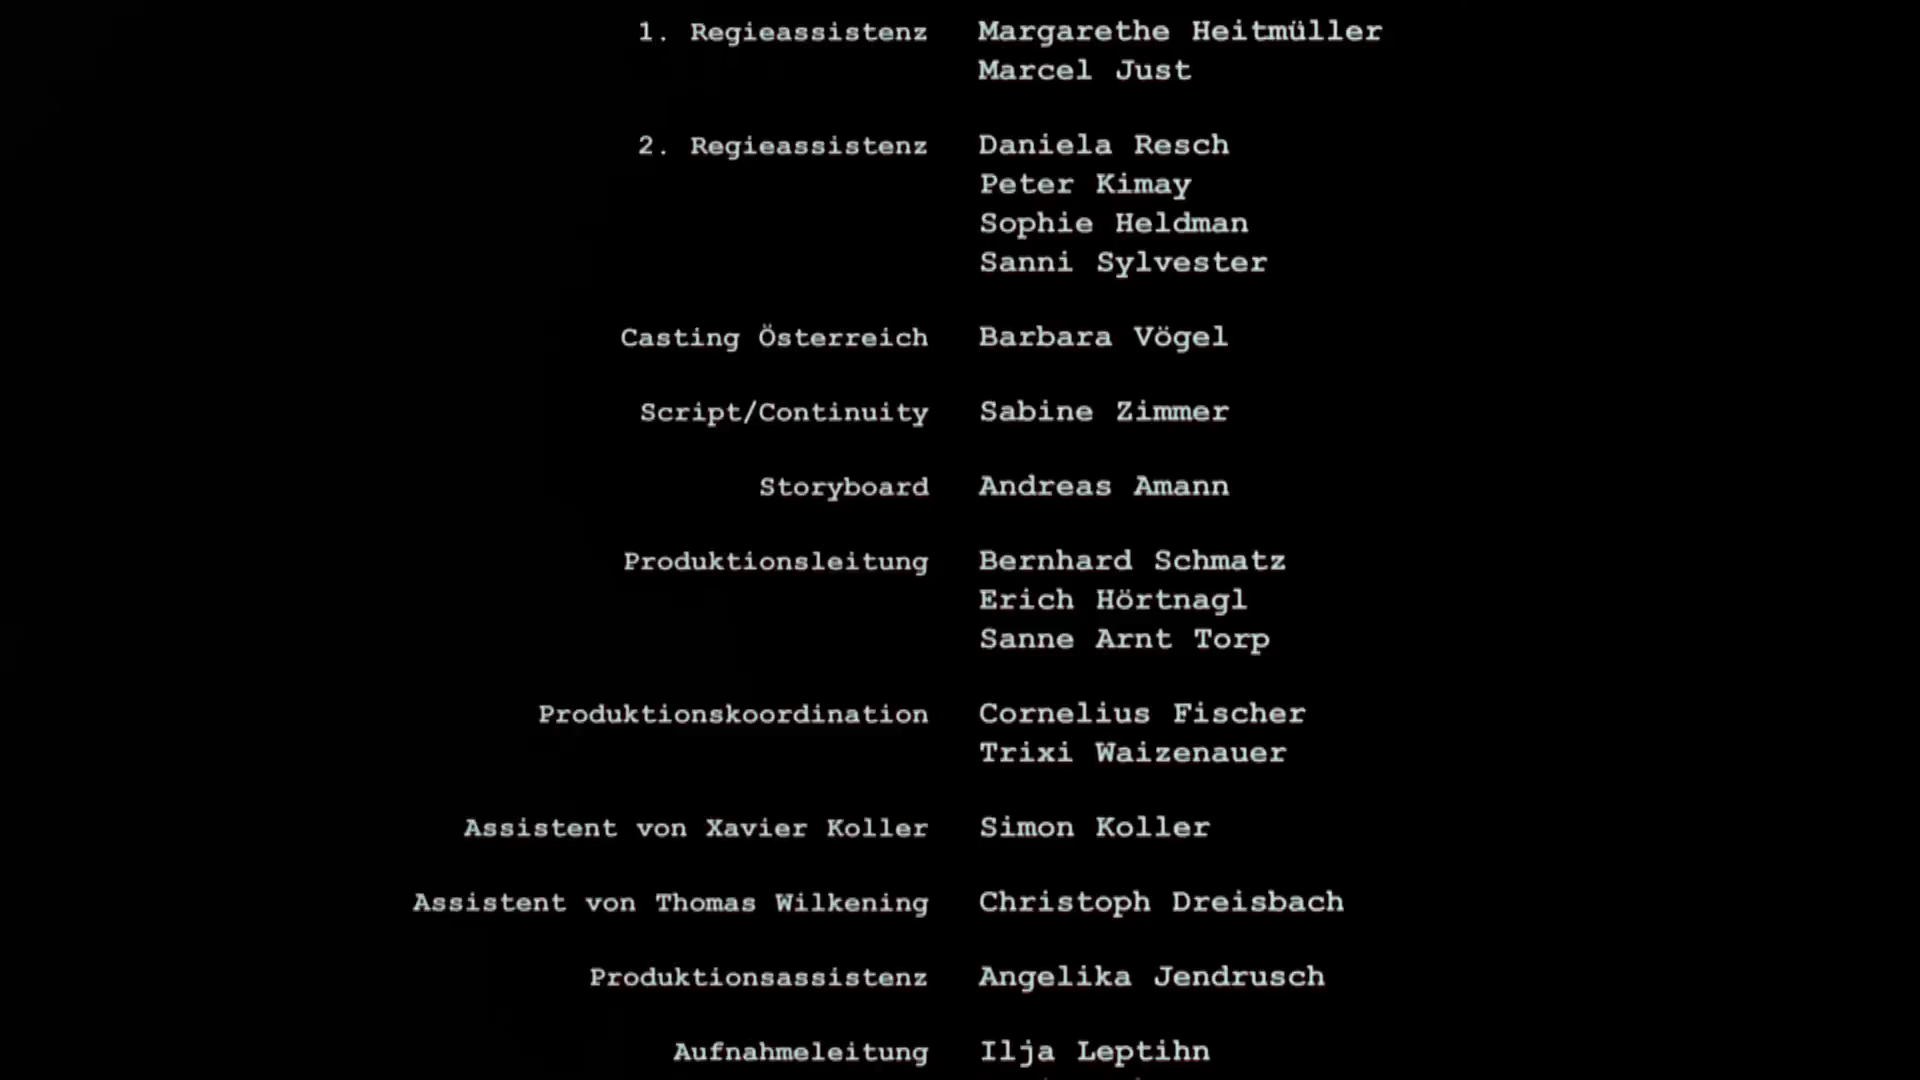 1. Regieassistenz Margarethe Heitmüller
Marcel Just
2. Regieassistenz Daniela Resch
Peter Kimay
Sophie Heldman
Sanni Sylvester
Casting Österreich Barbara Vögel
Script/Continuity Sabine Zimmer
Storyboard Andreas Amann
Produktionsleitung Bernhard Schmatz
Erich Hörtnagl
Sanne Arnt Torp
Produktionskoordination Cornelius Fischer
Trixi Waizenauer
Assistent von Xavier Koller Simon Koller
Assistent von Thomas Wilkening Christoph Dreisbach
Produktionsassistenz Angelika Jendrusch
Aufnahmeleitung Ilja Leptihn